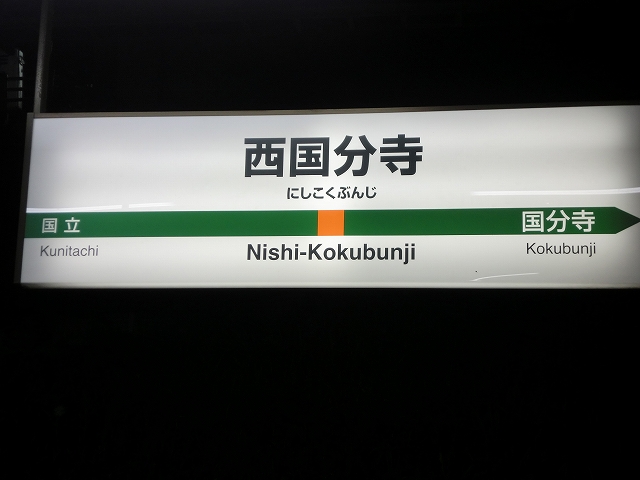 西国分寺
にしこくぶんじ
国立
国分寺
Kunitachi
Nishi-Kokubunji
Kokubunji